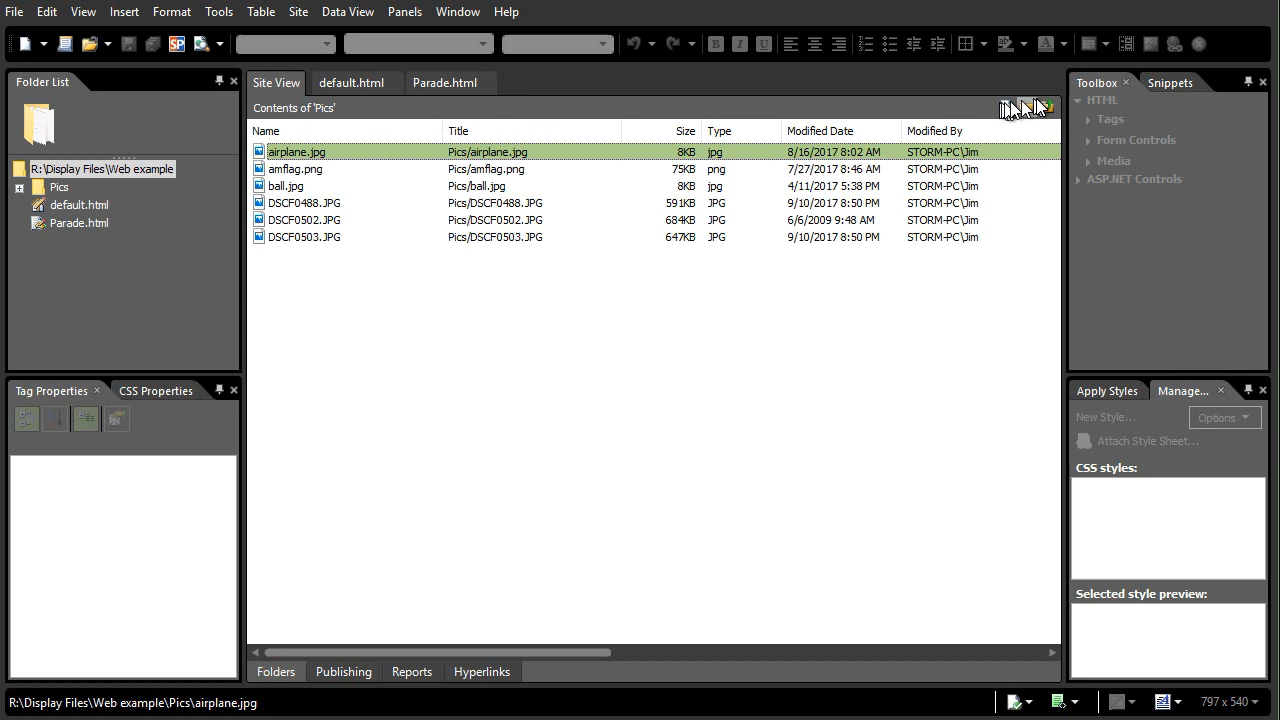 File Edit View Insert Format Tools Table Site Data View Panels Window Help
SP B I U A
Folder List
Site View default.html Parade.html
Toolbox Snippets
Contents of 'Pics'
HTML
Tags
Form Controls
Media
ASP.NET Controls
R:\Display Files\Web example
Pics
default.html
Parade.html
Name Title Size Type Modified Date Modified By
airplane.jpg Pics/airplane.jpg 8KB jpg 8/16/2017 8:02 AM STORM-PC\Jim
amflag.png Pics/amflag.png 75KB png 7/27/2017 8:46 AM STORM-PC\Jim
ball.jpg Pics/ball.jpg 8KB jpg 4/11/2017 5:38 PM STORM-PC\Jim
DSCF0488.JPG Pics/DSCF0488.JPG 591KB JPG 9/10/2017 8:50 PM STORM-PC\Jim
DSCF0502.JPG Pics/DSCF0502.JPG 684KB JPG 6/6/2009 9:48 AM STORM-PC\Jim
DSCF0503.JPG Pics/DSCF0503.JPG 647KB JPG 9/10/2017 8:50 PM STORM-PC\Jim
Tag Properties CSS Properties
Apply Styles Manage...
New Style... Options
Attach Style Sheet...
CSS styles:
Selected style preview:
Folders Publishing Reports Hyperlinks
R:\Display Files\Web example\Pics\airplane.jpg
797 x 540